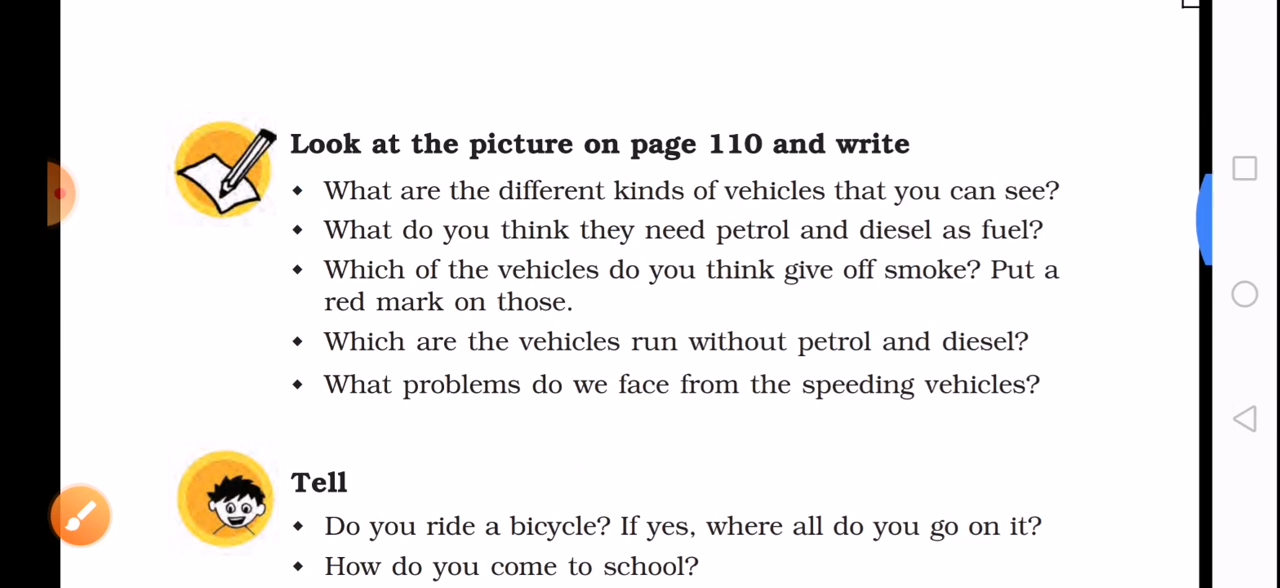 Look at the picture on page 110 and write
• What are the different kinds of vehicles that you can see?
• What do you think they need petrol and diesel as fuel?
• Which of the vehicles do you think give off smoke? Put a
red mark on those.
• Which are the vehicles run without petrol and diesel?
• What problems do we face from the speeding vehicles?
Tell
• Do you ride a bicycle? If yes, where all do you go on it?
• How do you come to school?